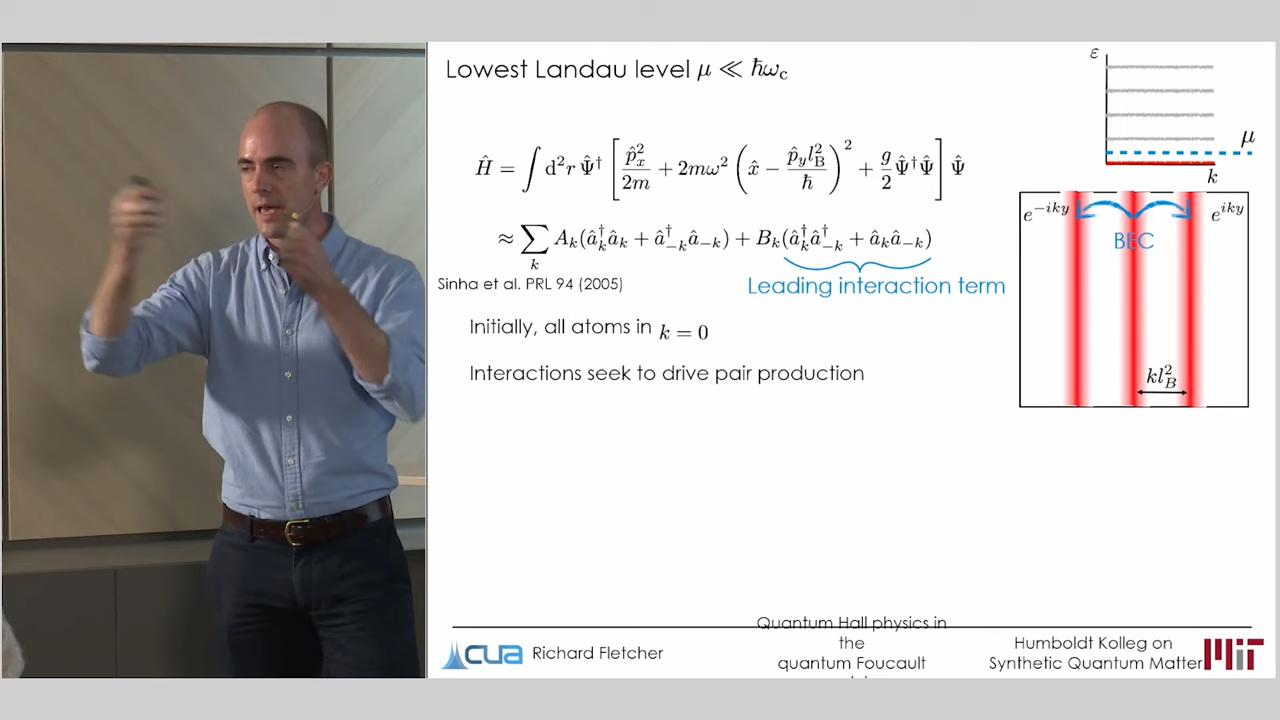 Lowest Landau level μ ≪ ħω_c
Ĥ = ∫ d²r Ψ̂† [ p̂_x²/2m + 2mω² ( x̂ − p̂_y l_B²/ħ )² + g/2 Ψ̂†Ψ̂ ] Ψ̂
≈ ∑_k A_k(â_k†â_k + â_{−k}†â_{−k}) + B_k(â_k†â_{−k}† + â_kâ_{−k})
Sinha et al. PRL 94 (2005)
Leading interaction term
Initially, all atoms in k = 0
Interactions seek to drive pair production
ε
μ
k
e^{−iky}
e^{iky}
BEC
kl_B²
CUA
Richard Fletcher
Quantum Hall physics in
the
quantum Foucault
Humboldt Kolleg on
Synthetic Quantum Matter
MIT